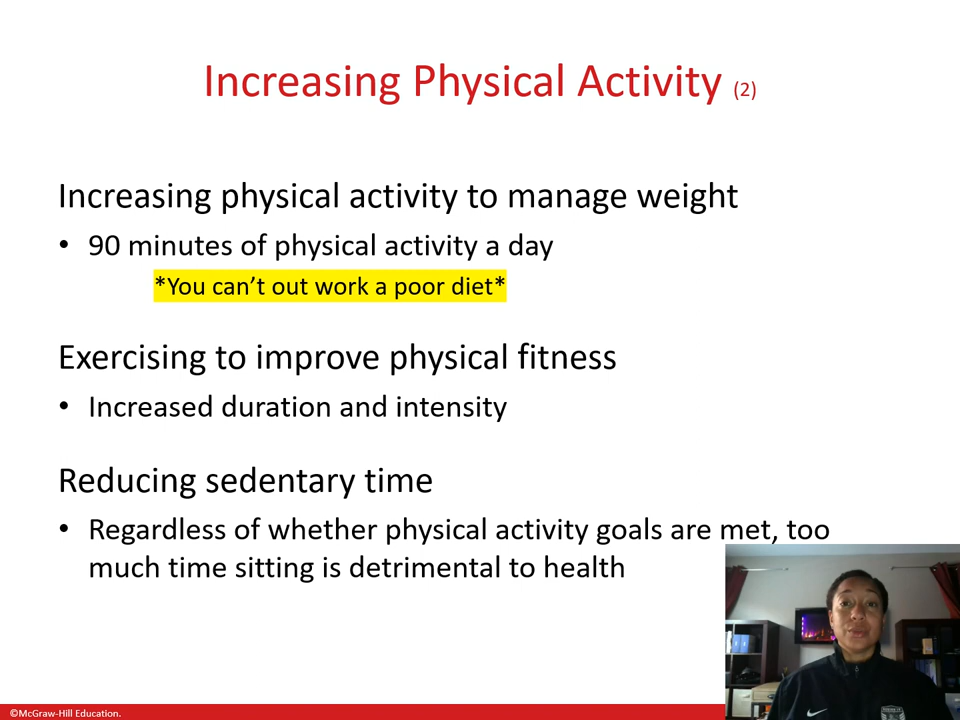 Increasing Physical Activity (2)
Increasing physical activity to manage weight
• 90 minutes of physical activity a day
*You can't out work a poor diet*
Exercising to improve physical fitness
• Increased duration and intensity
Reducing sedentary time
• Regardless of whether physical activity goals are met, too
much time sitting is detrimental to health
©McGraw-Hill Education.